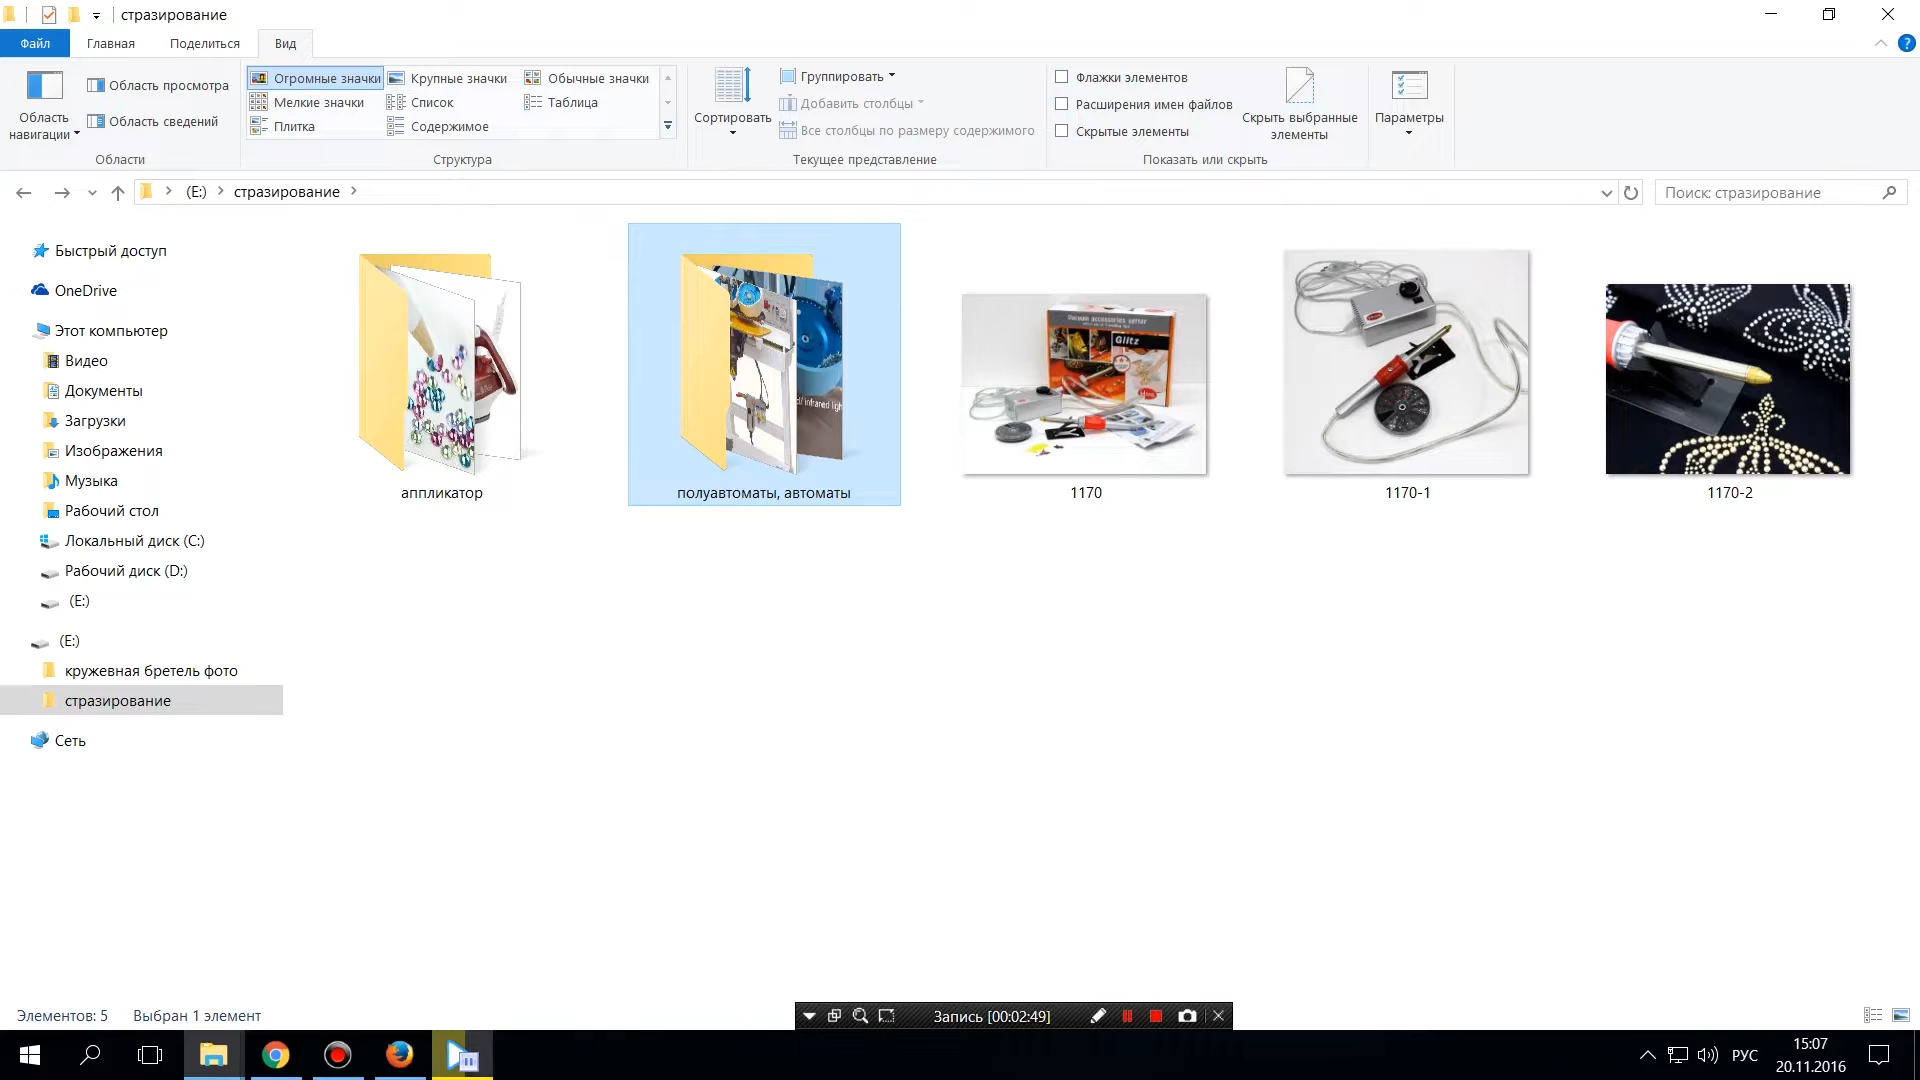 стразирование
Файл
Главная
Поделиться
Вид
Область навигации
Область просмотра
Область сведений
Области
Огромные значки
Крупные значки
Обычные значки
Мелкие значки
Список
Таблица
Плитка
Содержимое
Структура
Сортировать
Группировать
Добавить столбцы
Все столбцы по размеру содержимого
Текущее представление
Флажки элементов
Расширения имен файлов
Скрытые элементы
Скрыть выбранные
элементы
Показать или скрыть
Параметры
(E:)
стразирование
Поиск: стразирование
Быстрый доступ
OneDrive
Этот компьютер
Видео
Документы
Загрузки
Изображения
Музыка
Рабочий стол
Локальный диск (C:)
Рабочий диск (D:)
(E:)
(E:)
кружевная бретель фото
стразирование
Сеть
d/ infrared ligh
Vacuum accessories setter
Glitz
аппликатор
полуавтоматы, автоматы
1170
1170-1
1170-2
Элементов: 5
Выбран 1 элемент
Запись [00:02:49]
РУС
15:07
20.11.2016